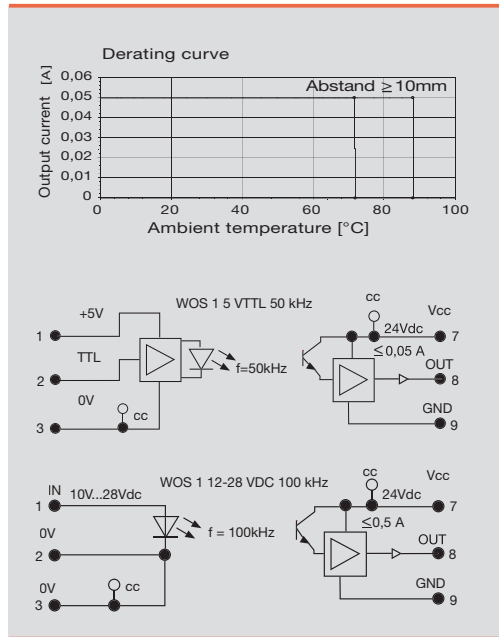 Derating curve
Output current [A]
0,06
0,05
0,04
0,03
0,02
0,01
0
Abstand ≥ 10mm
0 20 40 60 80 100
Ambient temperature [°C]
WOS 1 5 VTTL 50 kHz
+5V
1
TTL
2
0V
3
cc
f=50kHz
cc
Vcc
24Vdc
7
≤ 0,05 A
OUT
8
GND
9
WOS 1 12-28 VDC 100 kHz
IN 10V...28Vdc
1
0V
2
0V
3
cc
f = 100kHz
cc
Vcc
24Vdc
7
≤0,5 A
OUT
8
GND
9